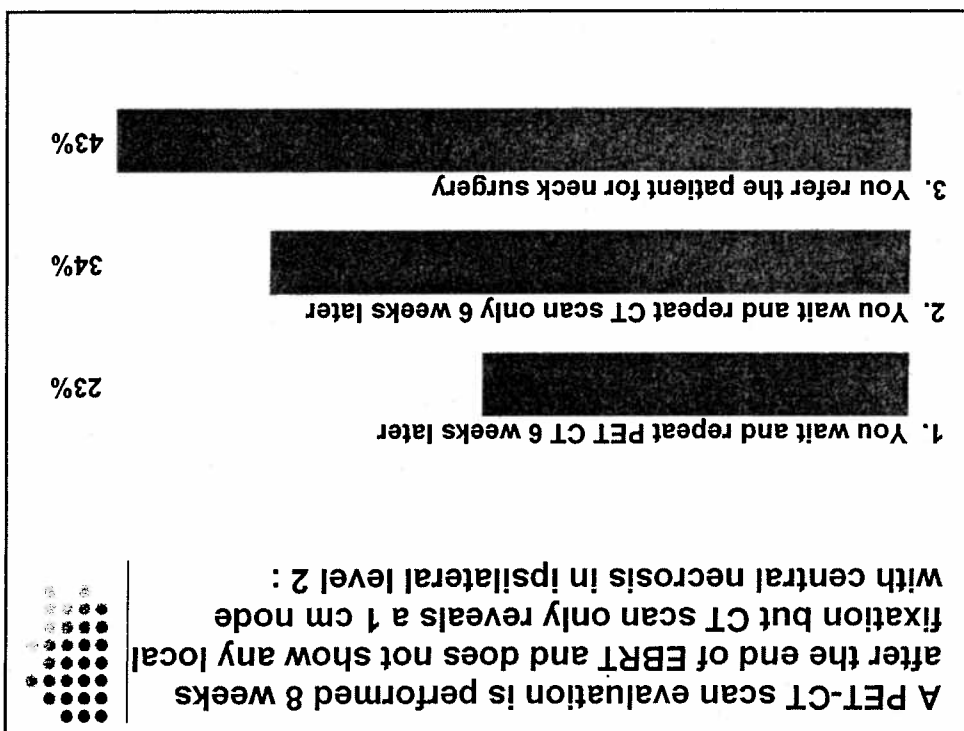 A PET-CT scan evaluation is performed 8 weeks
after the end of EBRT and does not show any local
fixation but CT scan only reveals a 1 cm node
with central necrosis in ipsilateral level 2 :
1. You wait and repeat PET CT 6 weeks later
23%
2. You wait and repeat CT scan only 6 weeks later
34%
3. You refer the patient for neck surgery
43%